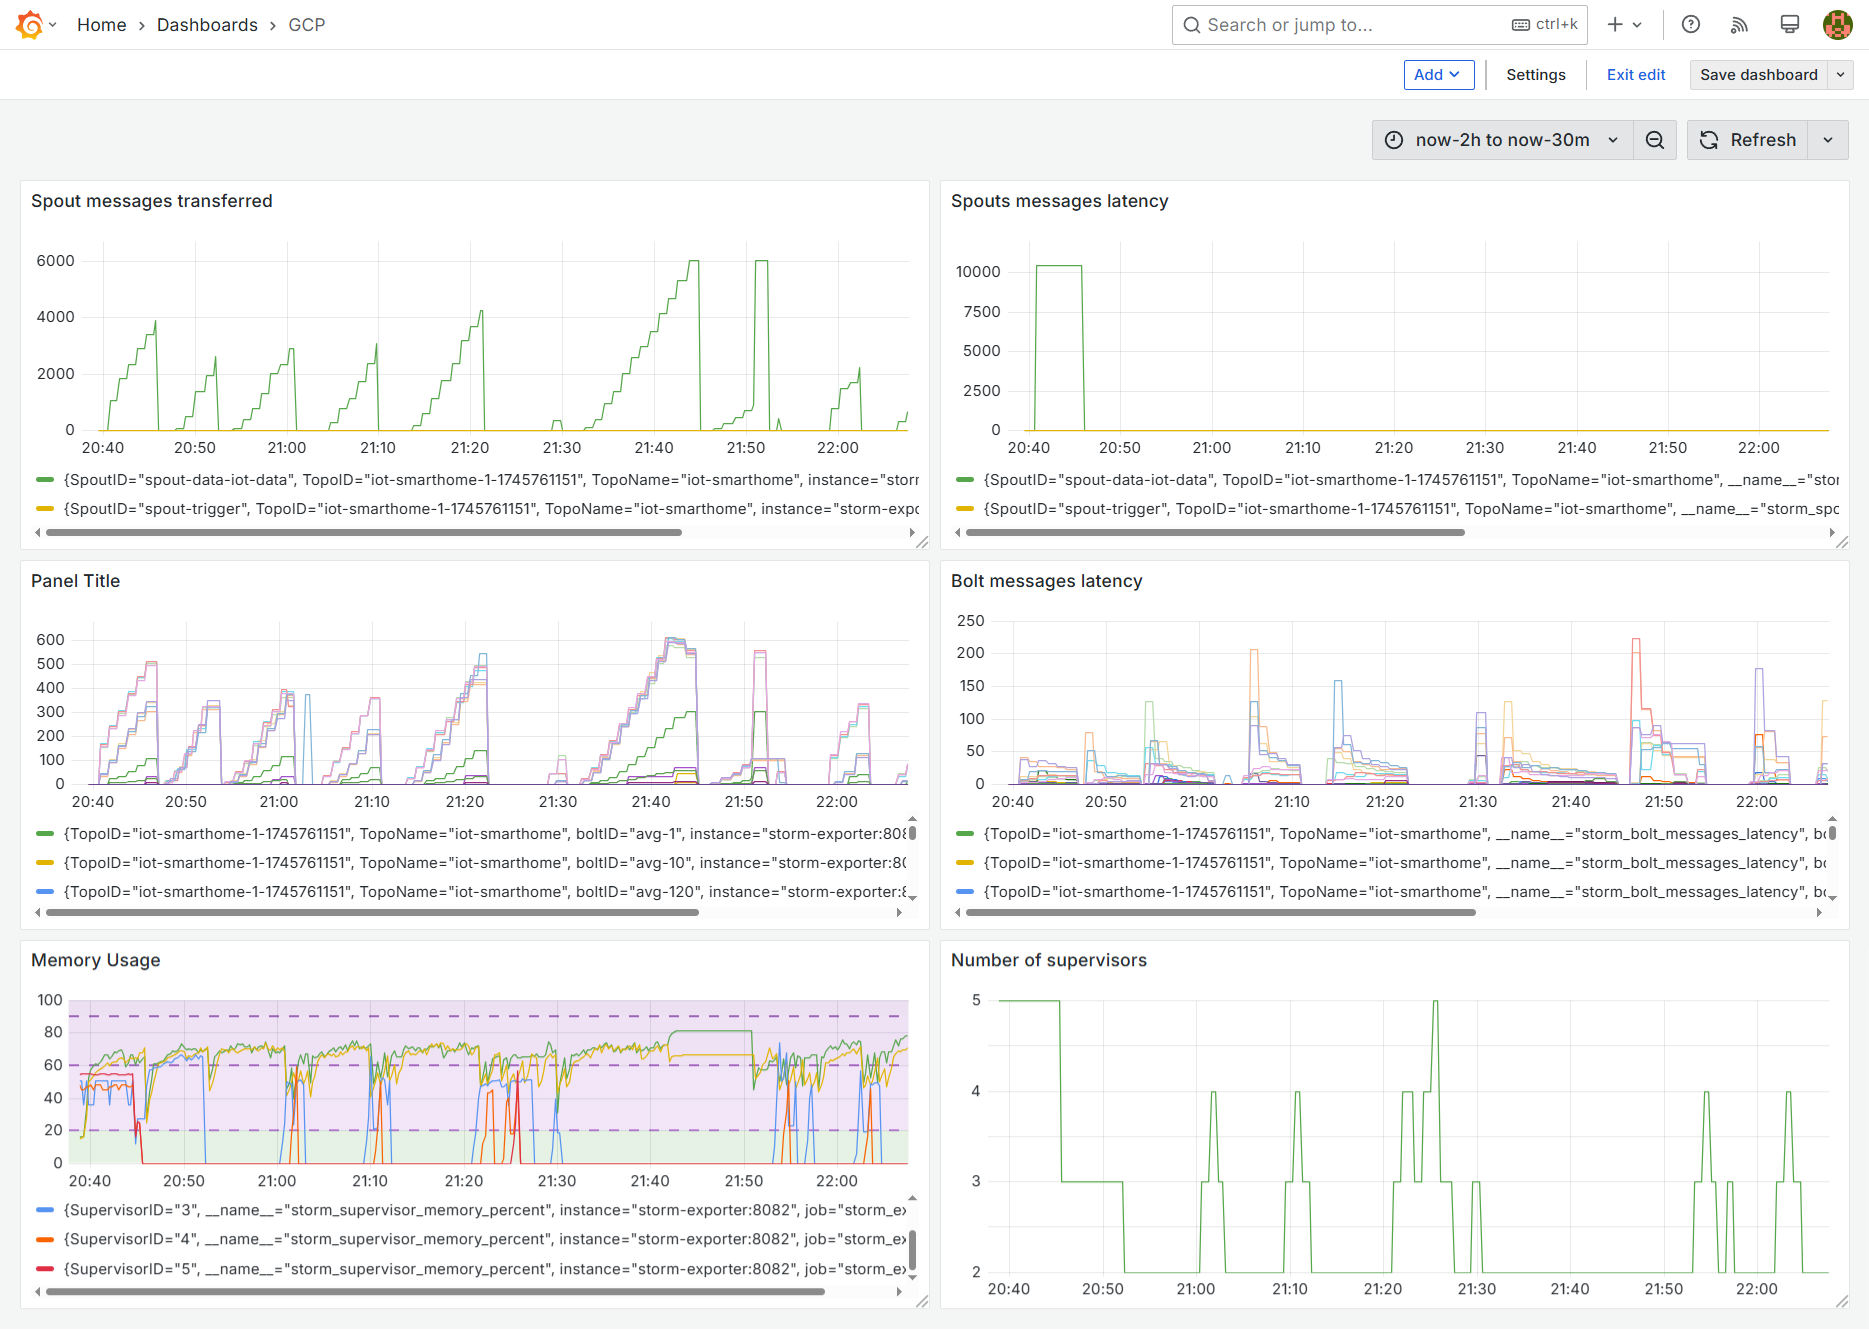 Home › Dashboards › GCP
Search or jump to... ctrl+k
Add Settings Exit edit Save dashboard
now-2h to now-30m Refresh
Spout messages transferred
6000
4000
2000
0
20:40 20:50 21:00 21:10 21:20 21:30 21:40 21:50 22:00
{SpoutID="spout-data-iot-data", TopoID="iot-smarthome-1-1745761151", TopoName="iot-smarthome", instance="storm
{SpoutID="spout-trigger", TopoID="iot-smarthome-1-1745761151", TopoName="iot-smarthome", instance="storm-expo
Spouts messages latency
10000
7500
5000
2500
0
20:40 20:50 21:00 21:10 21:20 21:30 21:40 21:50 22:00
{SpoutID="spout-data-iot-data", TopoID="iot-smarthome-1-1745761151", TopoName="iot-smarthome", __name__="stor
{SpoutID="spout-trigger", TopoID="iot-smarthome-1-1745761151", TopoName="iot-smarthome", __name__="storm_spo
Panel Title
600
500
400
300
200
100
0
20:40 20:50 21:00 21:10 21:20 21:30 21:40 21:50 22:00
{TopoID="iot-smarthome-1-1745761151", TopoName="iot-smarthome", boltID="avg-1", instance="storm-exporter:808
{TopoID="iot-smarthome-1-1745761151", TopoName="iot-smarthome", boltID="avg-10", instance="storm-exporter:80
{TopoID="iot-smarthome-1-1745761151", TopoName="iot-smarthome", boltID="avg-120", instance="storm-exporter:8
Bolt messages latency
250
200
150
100
50
0
20:40 20:50 21:00 21:10 21:20 21:30 21:40 21:50 22:00
{TopoID="iot-smarthome-1-1745761151", TopoName="iot-smarthome", __name__="storm_bolt_messages_latency", bo
{TopoID="iot-smarthome-1-1745761151", TopoName="iot-smarthome", __name__="storm_bolt_messages_latency", bo
{TopoID="iot-smarthome-1-1745761151", TopoName="iot-smarthome", __name__="storm_bolt_messages_latency", bo
Memory Usage
100
80
60
40
20
0
20:40 20:50 21:00 21:10 21:20 21:30 21:40 21:50 22:00
{SupervisorID="3", __name__="storm_supervisor_memory_percent", instance="storm-exporter:8082", job="storm_ex
{SupervisorID="4", __name__="storm_supervisor_memory_percent", instance="storm-exporter:8082", job="storm_ex
{SupervisorID="5", __name__="storm_supervisor_memory_percent", instance="storm-exporter:8082", job="storm_ex
Number of supervisors
5
4
3
2
20:40 20:50 21:00 21:10 21:20 21:30 21:40 21:50 22:00